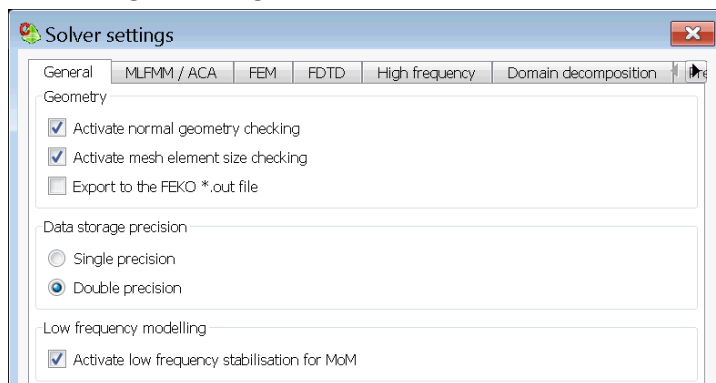 Solver settings
General MLFMM / ACA FEM FDTD High frequency Domain decomposition
Geometry
Activate normal geometry checking
Activate mesh element size checking
Export to the FEKO *.out file
Data storage precision
Single precision
Double precision
Low frequency modelling
Activate low frequency stabilisation for MoM